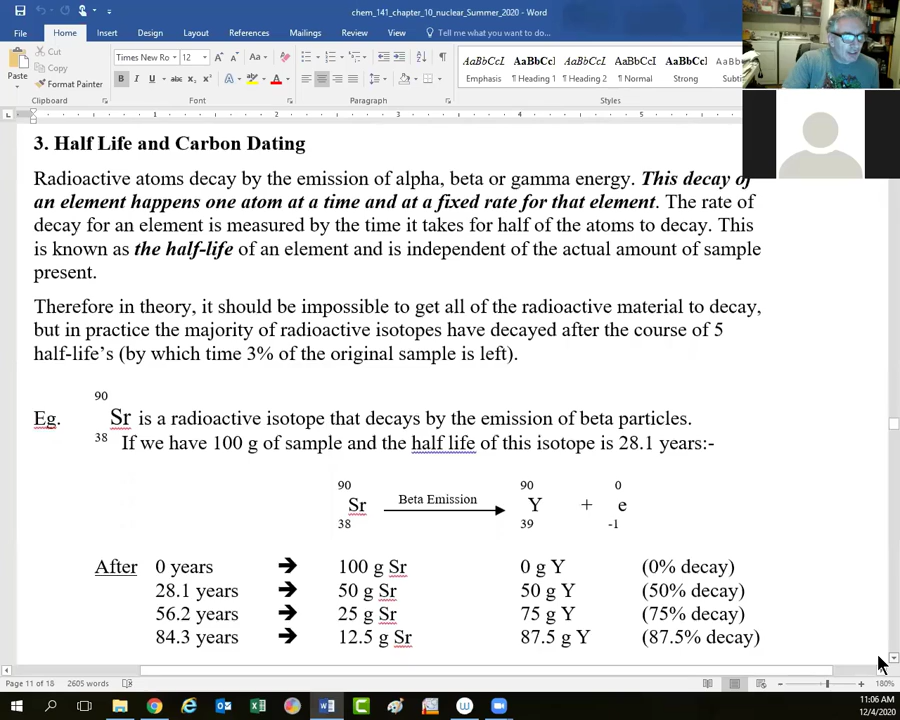 chem_141_chapter_10_nuclear_Summer_2020 - Word
File Home Insert Design Layout References Mailings Review View Tell me what you want to do...
Cut
Copy
Format Painter
Paste
Times New Ro 12
AaBbCcL AaBbCcl AaBbCcL AaBbCcI AaBbCcl AaB
Emphasis ¶ Heading 1 ¶ Heading 2 ¶ Normal Strong Subti
Clipboard Font Paragraph Styles
1 2 3 4 5
3. Half Life and Carbon Dating
Radioactive atoms decay by the emission of alpha, beta or gamma energy. This decay of
an element happens one atom at a time and at a fixed rate for that element. The rate of
decay for an element is measured by the time it takes for half of the atoms to decay. This
is known as the half-life of an element and is independent of the actual amount of sample
present.
Therefore in theory, it should be impossible to get all of the radioactive material to decay,
but in practice the majority of radioactive isotopes have decayed after the course of 5
half-life's (by which time 3% of the original sample is left).
90
Eg. Sr is a radioactive isotope that decays by the emission of beta particles.
38 If we have 100 g of sample and the half life of this isotope is 28.1 years:-
90 90 0
Sr Beta Emission Y + e
38 39 -1
After 0 years ➔ 100 g Sr 0 g Y (0% decay)
28.1 years ➔ 50 g Sr 50 g Y (50% decay)
56.2 years ➔ 25 g Sr 75 g Y (75% decay)
84.3 years ➔ 12.5 g Sr 87.5 g Y (87.5% decay)
Page 11 of 18 2605 words 180%
11:06 AM
12/4/2020